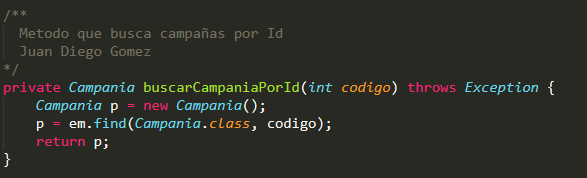 /**
  Metodo que busca campañas por Id
  Juan Diego Gomez
*/
private Campania buscarCampaniaPorId(int codigo) throws Exception {
    Campania p = new Campania();
    p = em.find(Campania.class, codigo);
    return p;
}